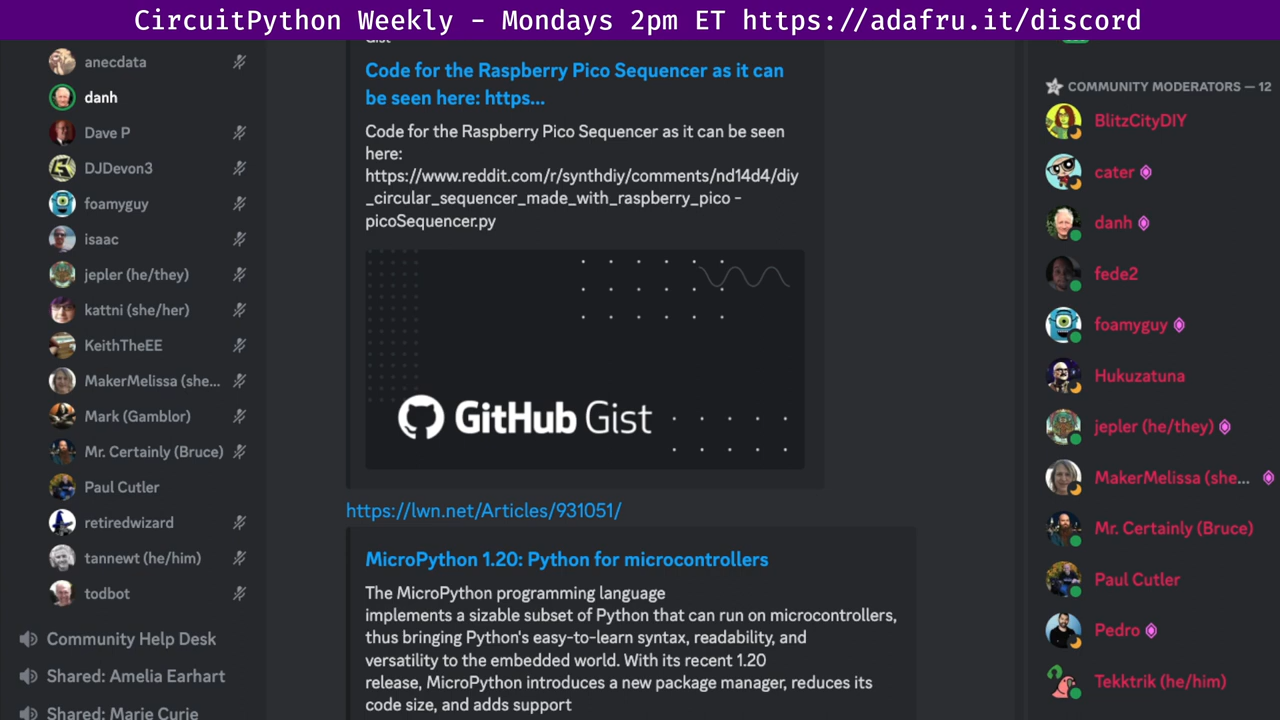 CircuitPython Weekly - Mondays 2pm ET https://adafru.it/discord
anecdata
danh
Dave P
DJDevon3
foamyguy
isaac
jepler (he/they)
kattni (she/her)
KeithTheEE
MakerMelissa (she...
Mark (Gamblor)
Mr. Certainly (Bruce)
Paul Cutler
retiredwizard
tannewt (he/him)
todbot
Community Help Desk
Shared: Amelia Earhart
Shared: Marie Curie
Gist
Code for the Raspberry Pico Sequencer as it can
be seen here: https...
Code for the Raspberry Pico Sequencer as it can be seen
here:
https://www.reddit.com/r/synthdiy/comments/nd14d4/diy
_circular_sequencer_made_with_raspberry_pico -
picoSequencer.py
GitHub Gist
https://lwn.net/Articles/931051/
MicroPython 1.20: Python for microcontrollers
The MicroPython programming language
implements a sizable subset of Python that can run on microcontrollers,
thus bringing Python's easy-to-learn syntax, readability, and
versatility to the embedded world. With its recent 1.20
release, MicroPython introduces a new package manager, reduces its
code size, and adds support
COMMUNITY MODERATORS — 12
BlitzCityDIY
cater
danh
fede2
foamyguy
Hukuzatuna
jepler (he/they)
MakerMelissa (she...
Mr. Certainly (Bruce)
Paul Cutler
Pedro
Tekktrik (he/him)